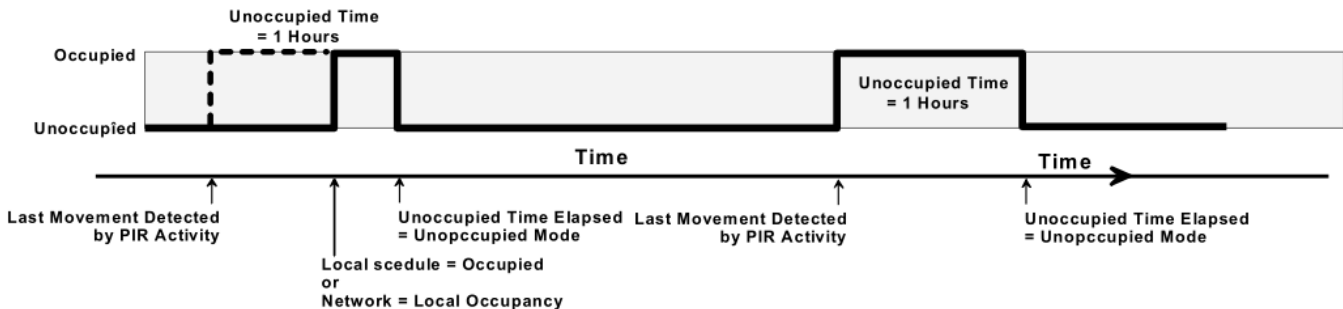 Unoccupied Time
= 1 Hours
Occupied
Unoccupied Time
= 1 Hours
Unoccupied
Time
Time
Last Movement Detected
by PIR Activity
Unoccupied Time Elapsed
= Unopccupied Mode
Last Movement Detected
by PIR Activity
Unoccupied Time Elapsed
= Unopccupied Mode
Local scedule = Occupied
or
Network = Local Occupancy